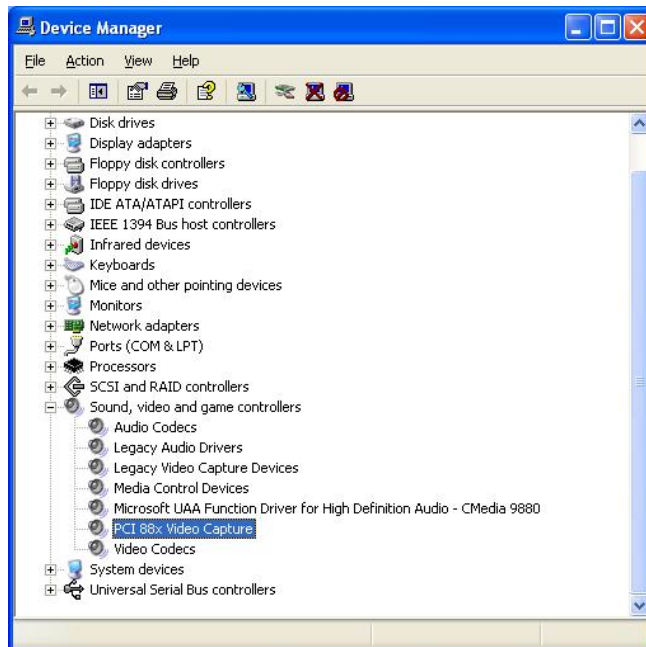 Device Manager
File Action View Help
Disk drives
Display adapters
Floppy disk controllers
Floppy disk drives
IDE ATA/ATAPI controllers
IEEE 1394 Bus host controllers
Infrared devices
Keyboards
Mice and other pointing devices
Monitors
Network adapters
Ports (COM & LPT)
Processors
SCSI and RAID controllers
Sound, video and game controllers
Audio Codecs
Legacy Audio Drivers
Legacy Video Capture Devices
Media Control Devices
Microsoft UAA Function Driver for High Definition Audio - CMedia 9880
PCI 88x Video Capture
Video Codecs
System devices
Universal Serial Bus controllers